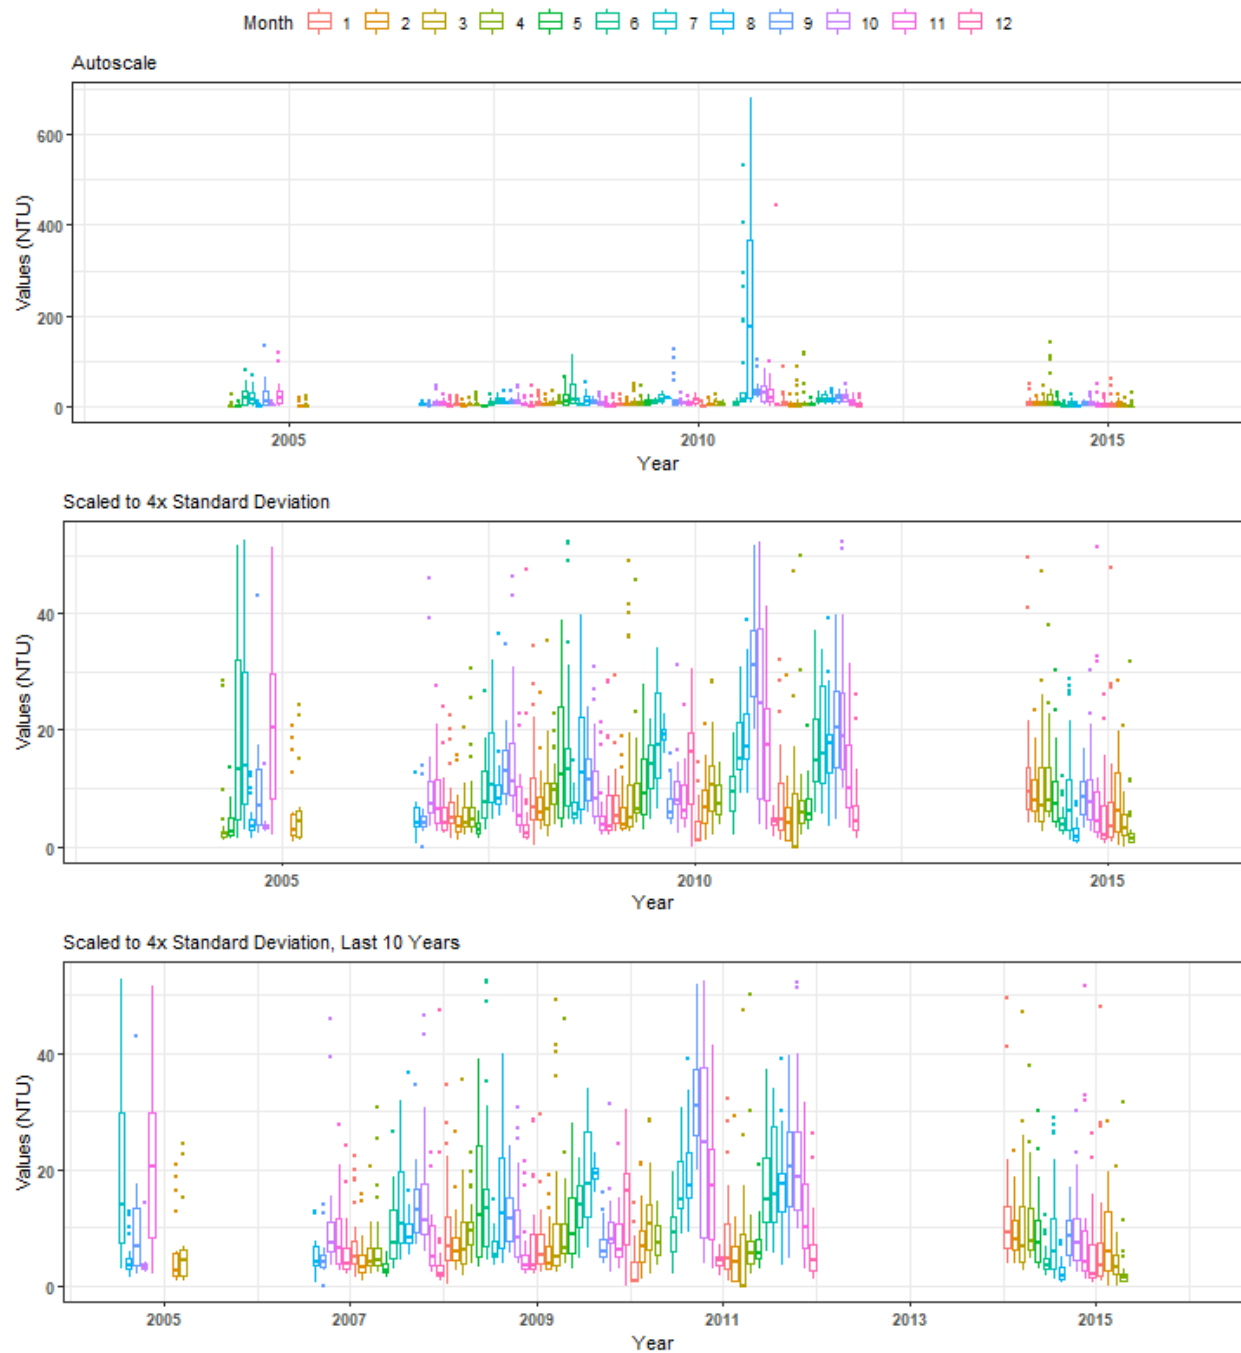 Month 1 2 3 4 5 6 7 8 9 10 11 12
Autoscale
Values (NTU)
600
400
200
0
2005 2010 2015
Year
Scaled to 4x Standard Deviation
Values (NTU)
40
20
0
2005 2010 2015
Year
Scaled to 4x Standard Deviation, Last 10 Years
Values (NTU)
40
20
0
2005 2007 2009 2011 2013 2015
Year